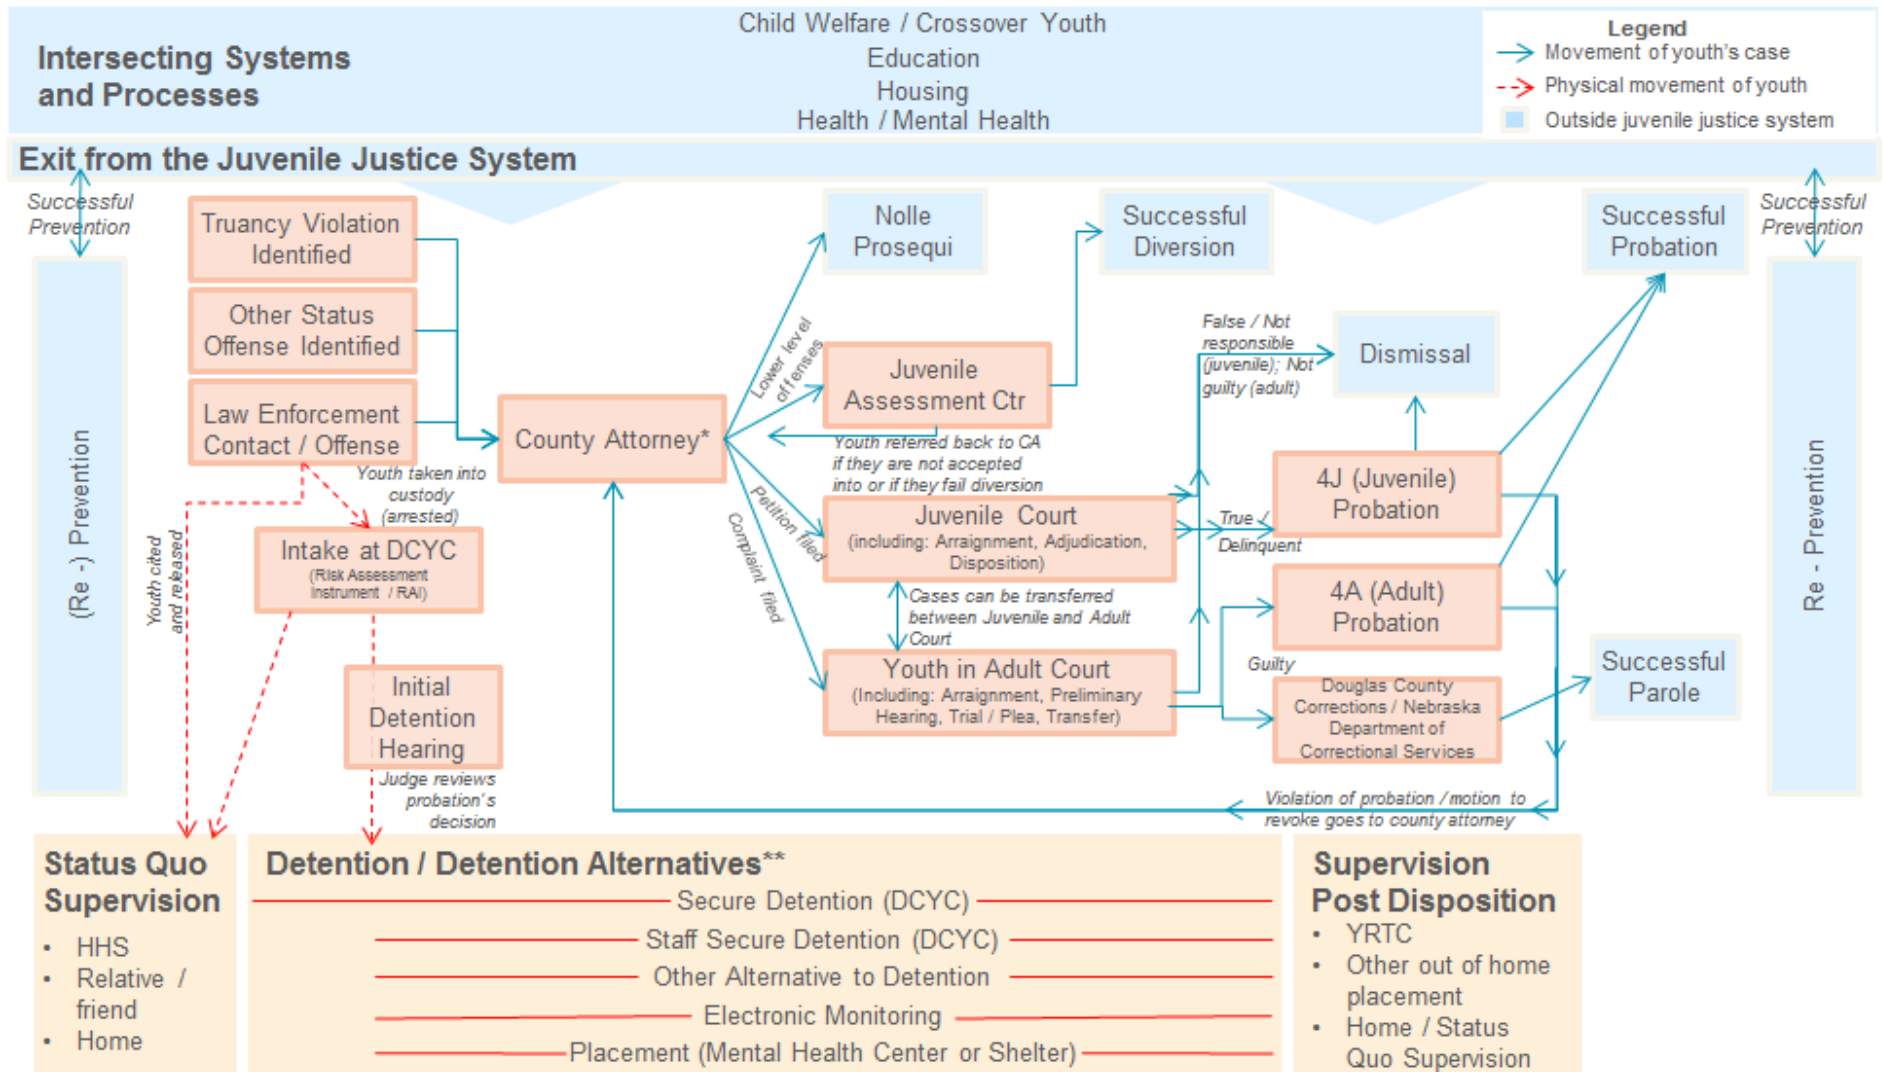 Intersecting Systems
and Processes
Child Welfare / Crossover Youth
Education
Housing
Health / Mental Health
Legend
Movement of youth's case
Physical movement of youth
Outside juvenile justice system
Exit from the Juvenile Justice System
Successful
Prevention
(Re -) Prevention
Truancy Violation
Identified
Other Status
Offense Identified
Law Enforcement
Contact / Offense
Youth taken into
custody
(arrested)
Youth cited
and released
Intake at DCYC
(Risk Assessment
Instrument / RAI)
Initial
Detention
Hearing
Judge reviews
probation's
decision
County Attorney*
Lower level
offenses
Petition filed
Complaint filed
Nolle
Prosequi
Successful
Diversion
Juvenile
Assessment Ctr
Youth referred back to CA
if they are not accepted
into or if they fail diversion
Juvenile Court
(including: Arraignment, Adjudication,
Disposition)
Cases can be transferred
between Juvenile and Adult
Court
Youth in Adult Court
(Including: Arraignment, Preliminary
Hearing, Trial / Plea, Transfer)
False / Not
responsible
(juvenile); Not
guilty (adult)
Dismissal
True /
Delinquent
4J (Juvenile)
Probation
4A (Adult)
Probation
Guilty
Douglas County
Corrections / Nebraska
Department of
Correctional Services
Successful
Probation
Successful
Parole
Violation of probation / motion to
revoke goes to county attorney
Successful
Prevention
Re - Prevention
Status Quo
Supervision
• HHS
• Relative /
friend
• Home
Detention / Detention Alternatives**
Secure Detention (DCYC)
Staff Secure Detention (DCYC)
Other Alternative to Detention
Electronic Monitoring
Placement (Mental Health Center or Shelter)
Supervision
Post Disposition
• YRTC
• Other out of home
placement
• Home / Status
Quo Supervision